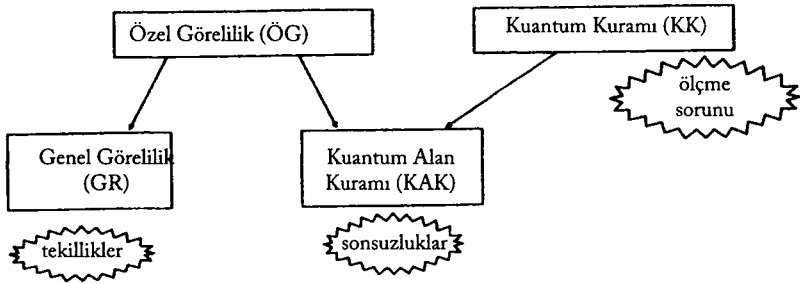 Özel Görelilik (ÖG)
Kuantum Kuramı (KK)
ölçme
sorunu
Genel Görelilik
(GR)
Kuantum Alan
Kuramı (KAK)
tekillikler
sonsuzluklar